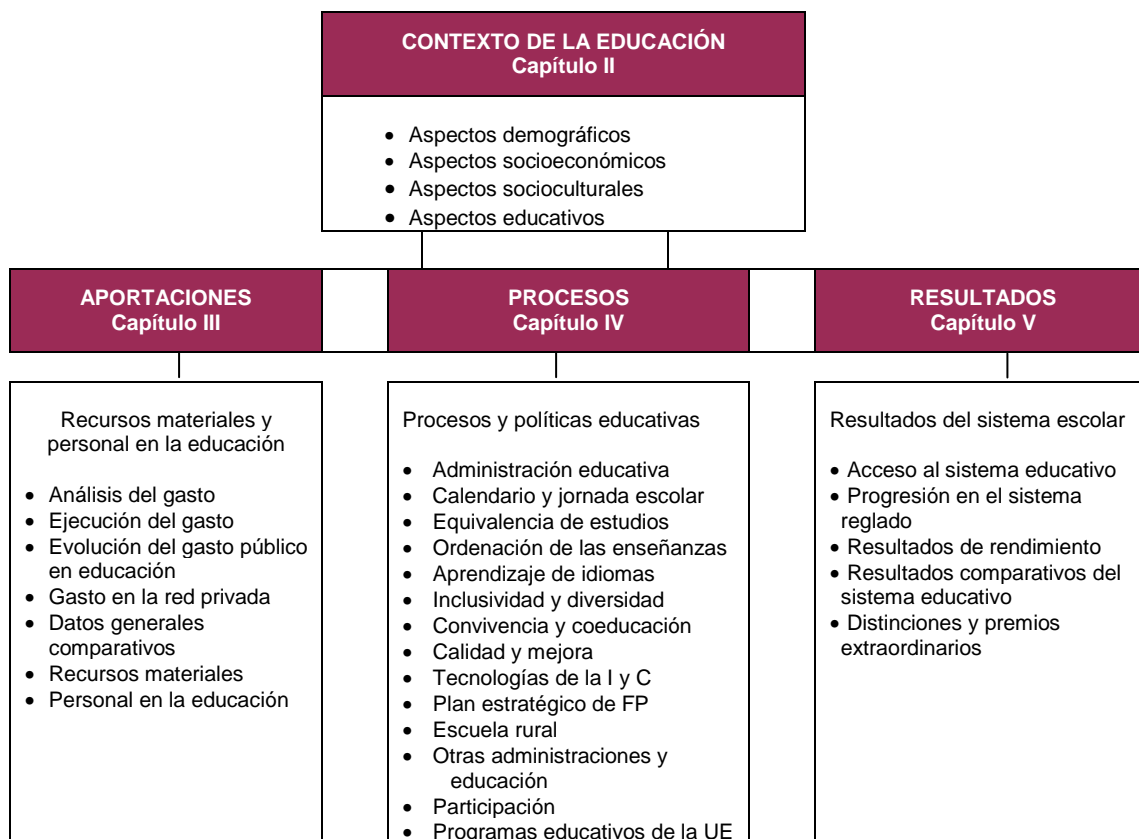 CONTEXTO DE LA EDUCACIÓN
Capítulo II
• Aspectos demográficos
• Aspectos socioeconómicos
• Aspectos socioculturales
• Aspectos educativos
APORTACIONES
Capítulo III
Recursos materiales y
personal en la educación
• Análisis del gasto
• Ejecución del gasto
• Evolución del gasto público
en educación
• Gasto en la red privada
• Datos generales
comparativos
• Recursos materiales
• Personal en la educación
PROCESOS
Capítulo IV
Procesos y políticas educativas
• Administración educativa
• Calendario y jornada escolar
• Equivalencia de estudios
• Ordenación de las enseñanzas
• Aprendizaje de idiomas
• Inclusividad y diversidad
• Convivencia y coeducación
• Calidad y mejora
• Tecnologías de la I y C
• Plan estratégico de FP
• Escuela rural
• Otras administraciones y
educación
• Participación
• Programas educativos de la UE
RESULTADOS
Capítulo V
Resultados del sistema escolar
• Acceso al sistema educativo
• Progresión en el sistema
reglado
• Resultados de rendimiento
• Resultados comparativos del
sistema educativo
• Distinciones y premios
extraordinarios